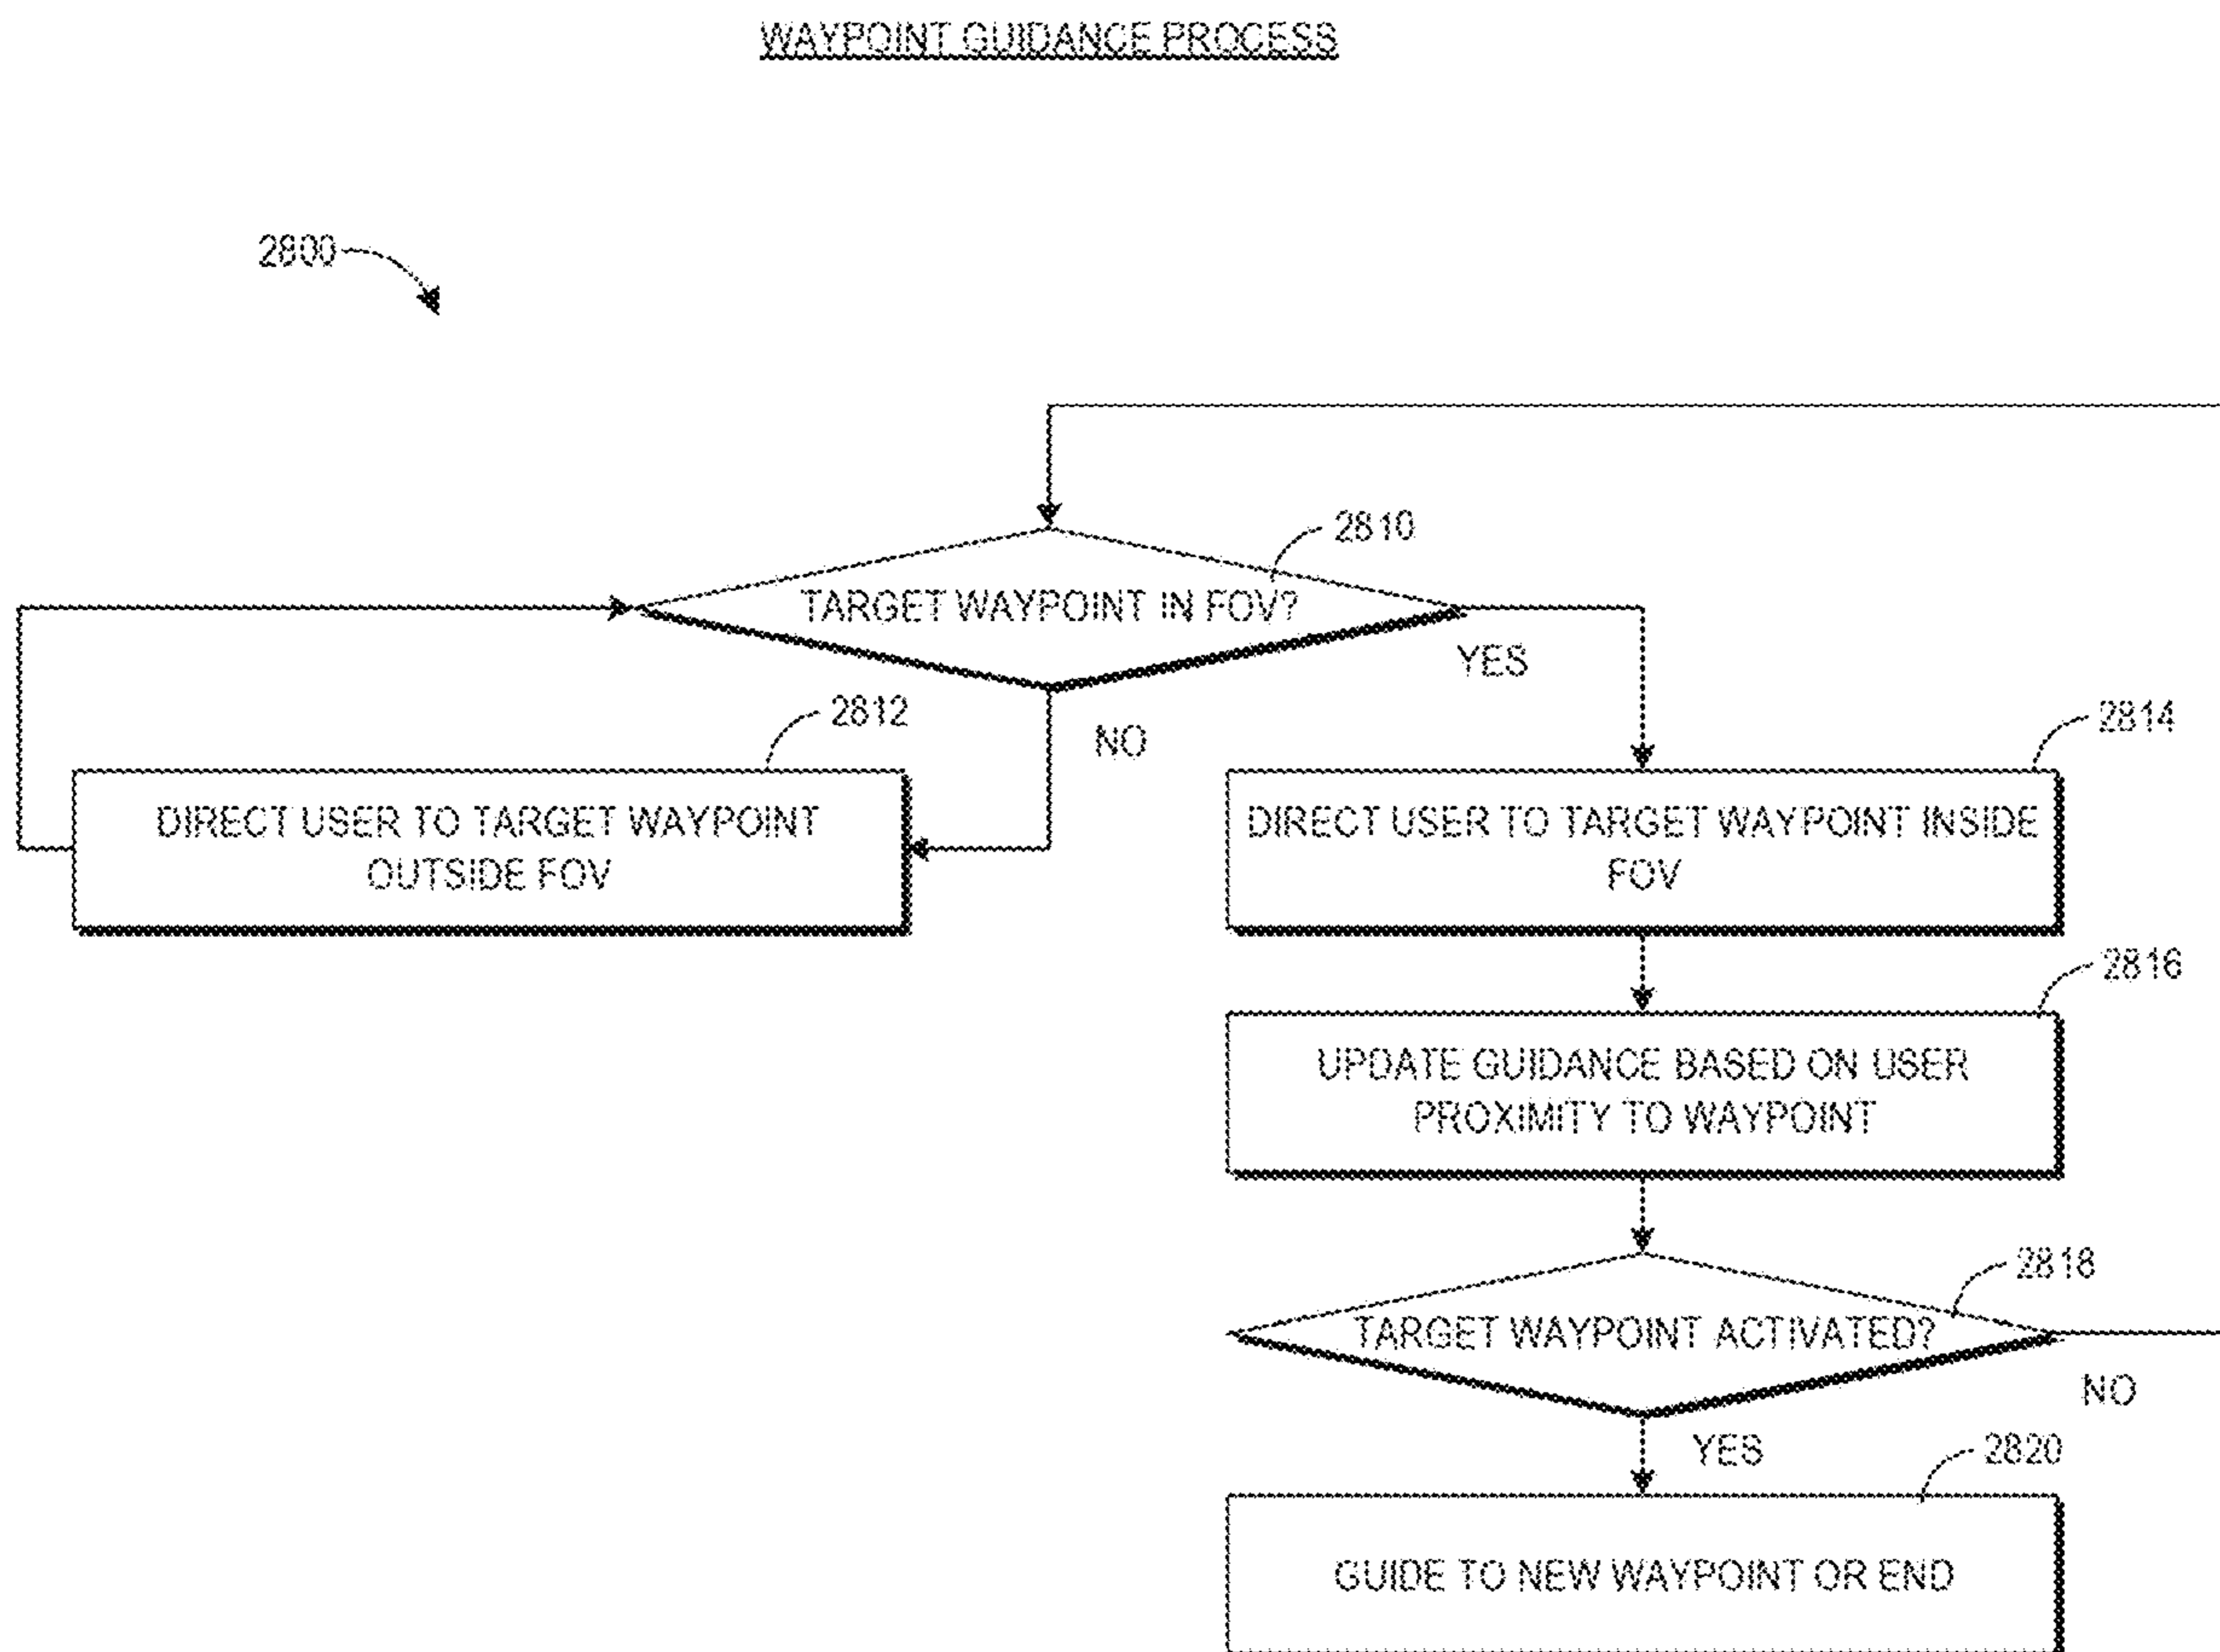 WAYPOINT GUIDANCE PROCESS
2800
2810
TARGET WAYPOINT IN FOV?
YES
2812
NO
2814
DIRECT USER TO TARGET WAYPOINT
OUTSIDE FOV
DIRECT USER TO TARGET WAYPOINT INSIDE
FOV
2816
UPDATE GUIDANCE BASED ON USER
PROXIMITY TO WAYPOINT
2818
TARGET WAYPOINT ACTIVATED?
NO
YES
2820
GUIDE TO NEW WAYPOINT OR END